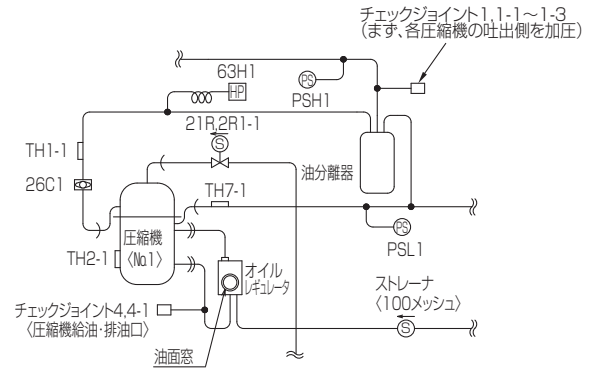 チェックジョイント1,1-1～1-3
(まず、各圧縮機の吐出側を加圧)
63H1
HP
PS
PSH1
21R,2R1-1
S
TH1-1
油分離器
26C1
TH7-1
PS
PSL1
圧縮機
〈No.1〉
TH2-1
オイル
レギュレータ
ストレーナ
〈100メッシュ〉
チェックジョイント4,4-1
〈圧縮機給油・排油口〉
S
油面窓